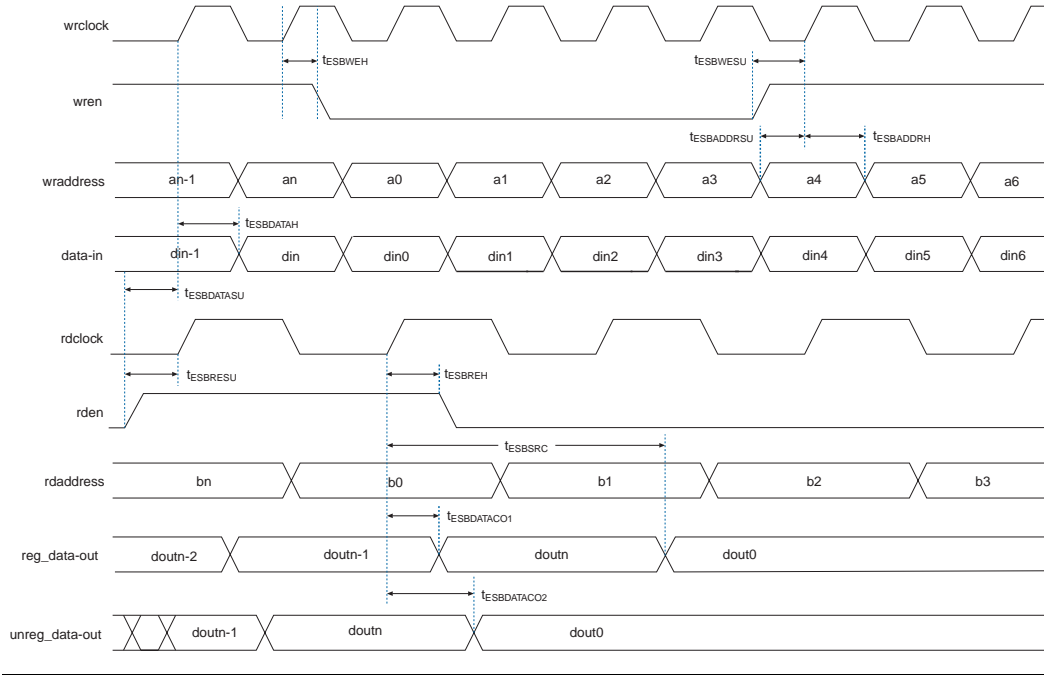 wrclock
tESBWEH
tESBWESU
wren
tESBADDRSU
tESBADDRH
wraddress an-1 an a0 a1 a2 a3 a4 a5 a6
tESBDATAH
data-in din-1 din din0 din1 din2 din3 din4 din5 din6
tESBDATASU
rdclock
tESBRESU
tESBREH
rden
tESBSRC
rdaddress bn b0 b1 b2 b3
tESBDATACO1
reg_data-out doutn-2 doutn-1 doutn dout0
tESBDATACO2
unreg_data-out doutn-1 doutn dout0